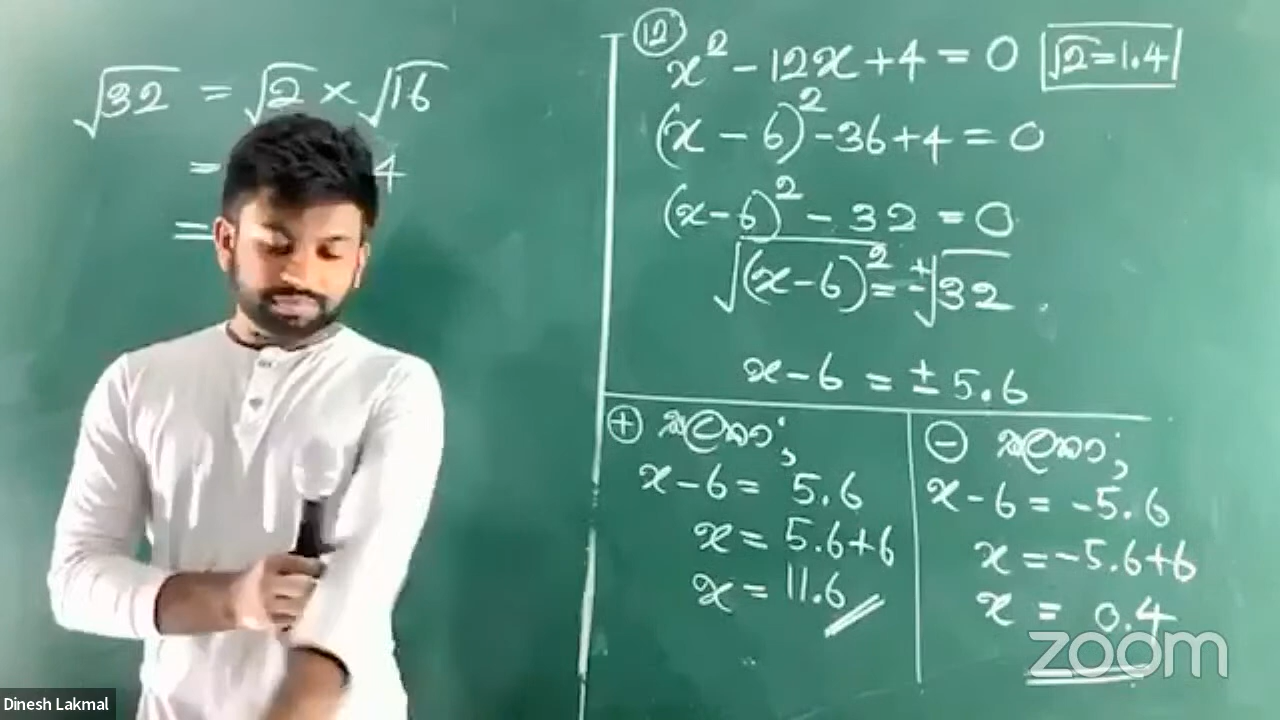 √32 = √2 × √16
= 4
=
⑫ x² - 12x + 4 = 0 √2 = 1.4
(x - 6)² - 36 + 4 = 0
(x - 6)² - 32 = 0
√(x - 6)² = ±√32
x - 6 = ± 5.6
⊕
x - 6 = 5.6
x = 5.6 + 6
x = 11.6
⊖
x - 6 = -5.6
x = -5.6 + 6
x = 0.4
zoom
Dinesh Lakmal